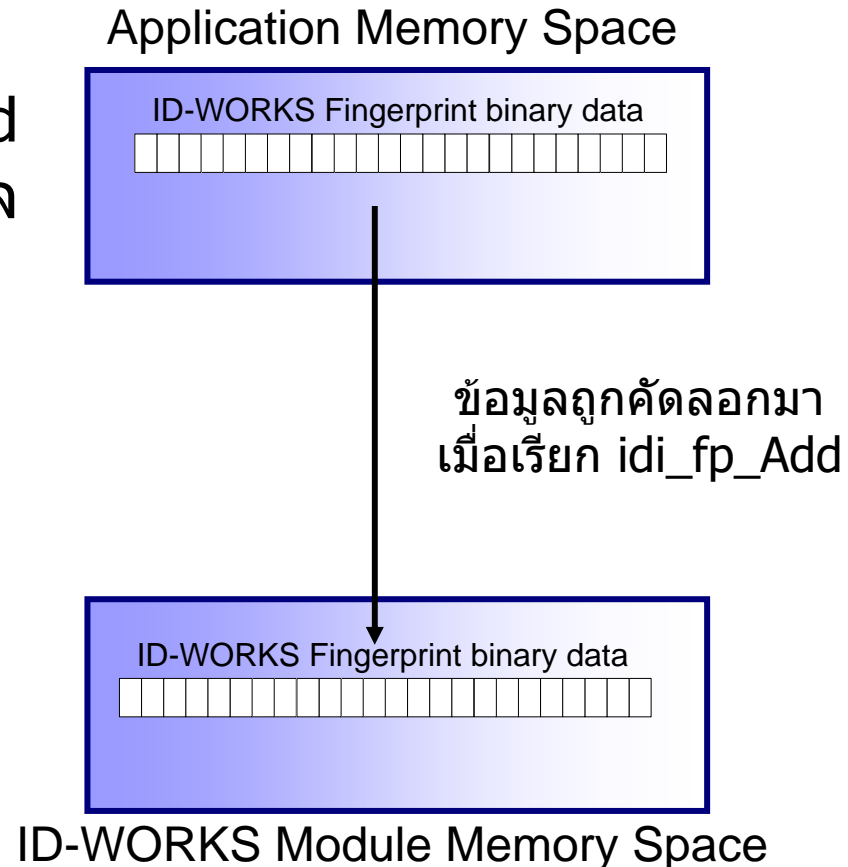 Application Memory Space
ID-WORKS Fingerprint binary data
ข้อมูลถูกคัดลอกมา
เมื่อเรียก idi_fp_Add
ID-WORKS Fingerprint binary data
ID-WORKS Module Memory Space